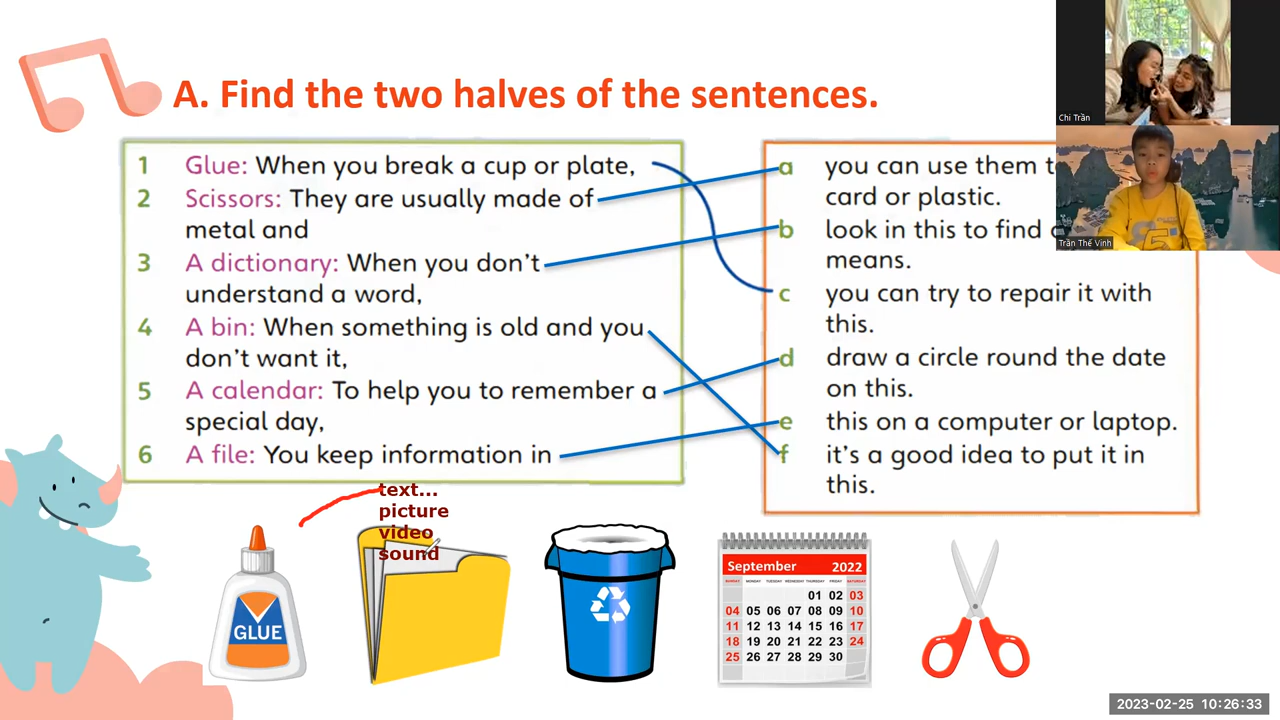 A. Find the two halves of the sentences.
1 Glue: When you break a cup or plate,
2 Scissors: They are usually made of
metal and
3 A dictionary: When you don't
understand a word,
4 A bin: When something is old and you
don't want it,
5 A calendar: To help you to remember a
special day,
6 A file: You keep information in
a you can use them
card or plastic.
b look in this to find
means.
c you can try to repair it with
this.
d draw a circle round the date
on this.
e this on a computer or laptop.
f it's a good idea to put it in
this.
Chi Trần
Trần Thế Vinh
text...
picture
video
sound
GLUE
September 2022
SUNDAY MONDAY TUESDAY WEDNESDAY THURSDAY FRIDAY SATURDAY
01 02 03
04 05 06 07 08 09 10
11 12 13 14 15 16 17
18 19 20 21 22 23 24
25 26 27 28 29 30
2023-02-25 10:26:33